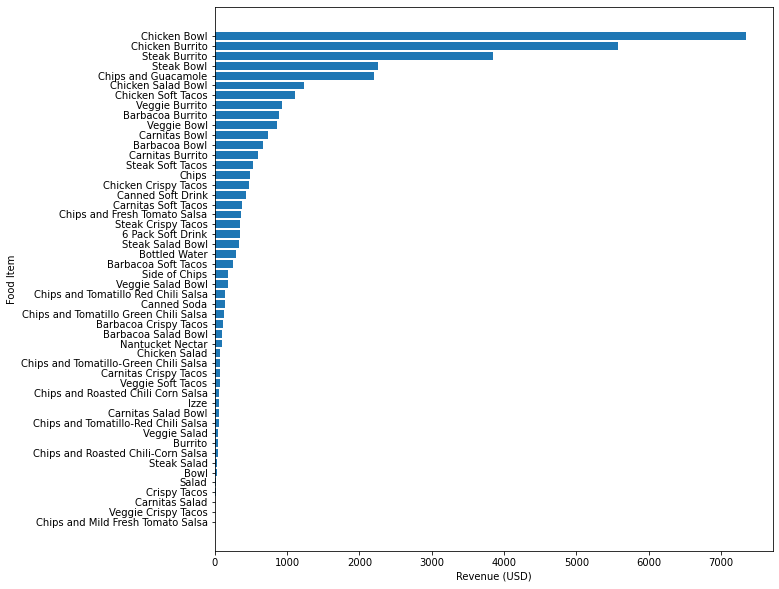 Chicken Bowl
Chicken Burrito
Steak Burrito
Steak Bowl
Chips and Guacamole
Chicken Salad Bowl
Chicken Soft Tacos
Veggie Burrito
Barbacoa Burrito
Veggie Bowl
Carnitas Bowl
Barbacoa Bowl
Carnitas Burrito
Steak Soft Tacos
Chips
Chicken Crispy Tacos
Canned Soft Drink
Carnitas Soft Tacos
Chips and Fresh Tomato Salsa
Steak Crispy Tacos
6 Pack Soft Drink
Steak Salad Bowl
Bottled Water
Barbacoa Soft Tacos
Side of Chips
Veggie Salad Bowl
Chips and Tomatillo Red Chili Salsa
Canned Soda
Chips and Tomatillo Green Chili Salsa
Barbacoa Crispy Tacos
Barbacoa Salad Bowl
Nantucket Nectar
Chicken Salad
Chips and Tomatillo-Green Chili Salsa
Carnitas Crispy Tacos
Veggie Soft Tacos
Chips and Roasted Chili Corn Salsa
Izze
Carnitas Salad Bowl
Chips and Tomatillo-Red Chili Salsa
Veggie Salad
Burrito
Chips and Roasted Chili-Corn Salsa
Steak Salad
Bowl
Salad
Crispy Tacos
Carnitas Salad
Veggie Crispy Tacos
Chips and Mild Fresh Tomato Salsa
Food Item
0 1000 2000 3000 4000 5000 6000 7000
Revenue (USD)